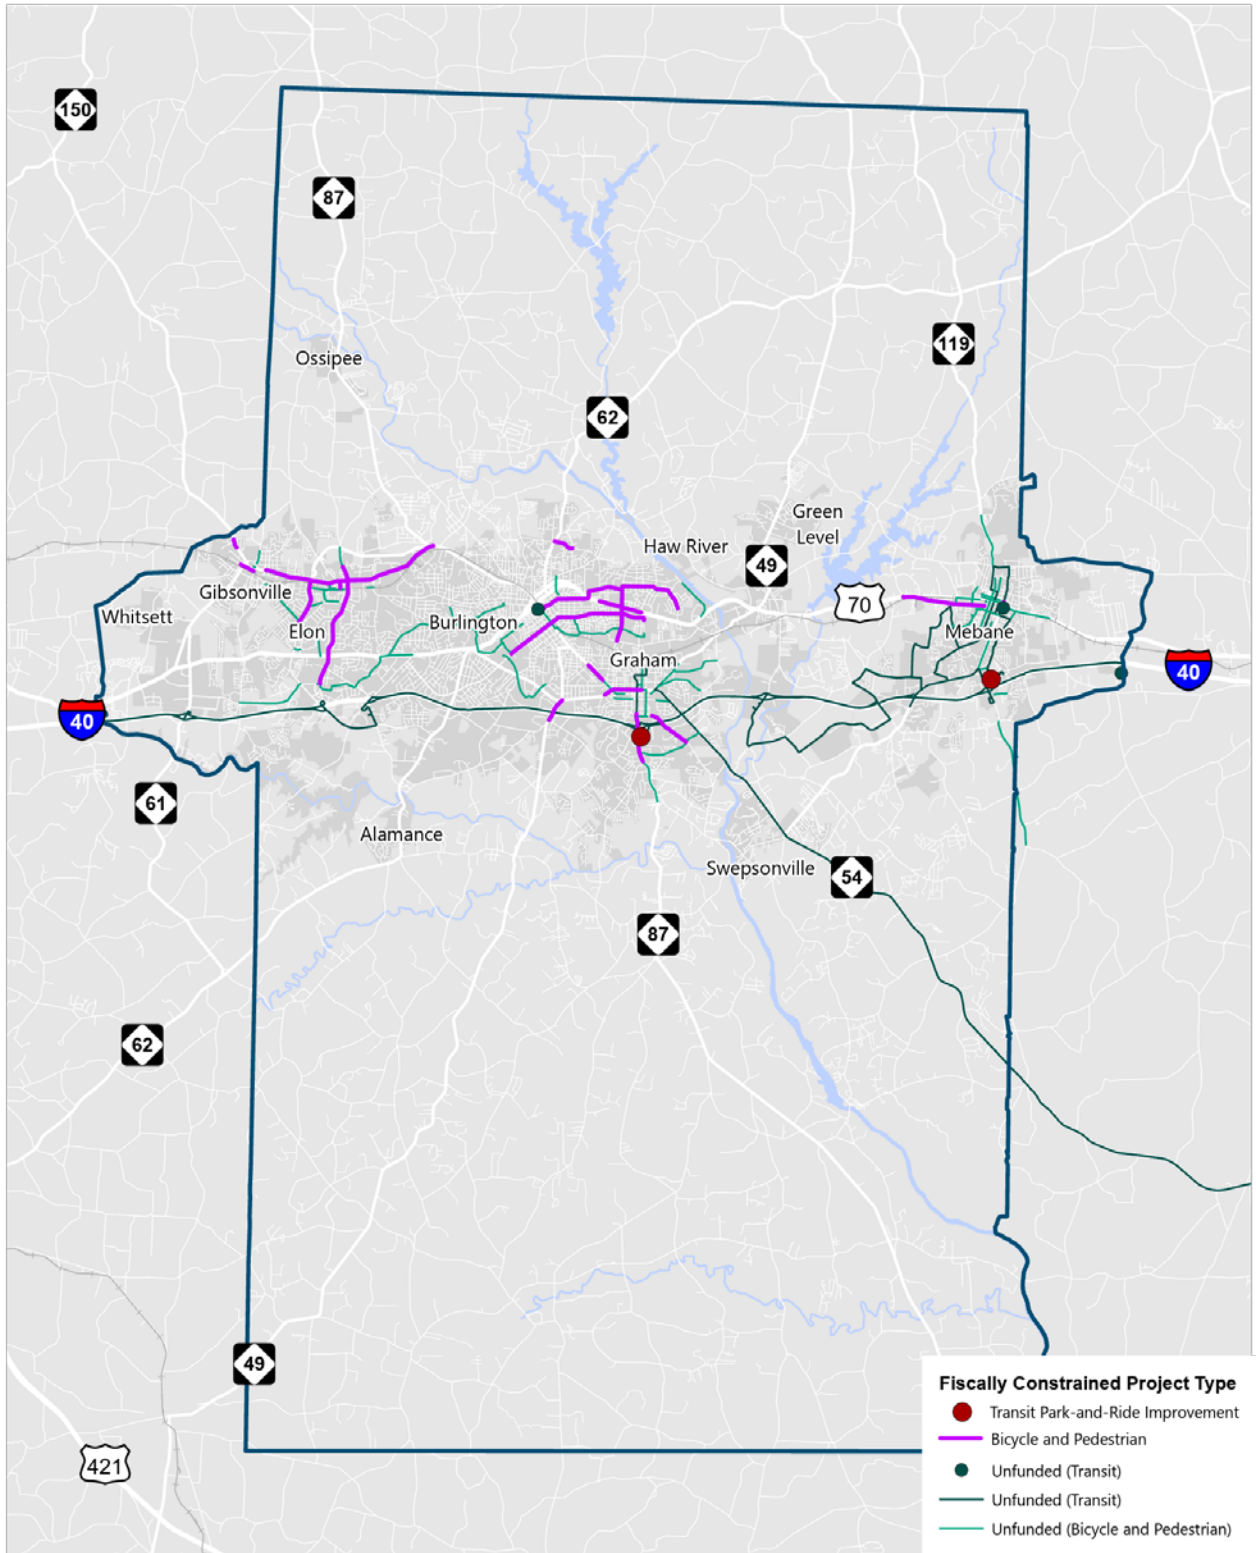 150
87
119
Ossipee
62
Green
Level
Haw River
49
Gibsonville
70
Whitsett
Elon
Burlington
Mebane
Graham
40
40
61
Alamance
Swepsonville
54
87
62
49
421
Fiscally Constrained Project Type
Transit Park-and-Ride Improvement
Bicycle and Pedestrian
Unfunded (Transit)
Unfunded (Transit)
Unfunded (Bicycle and Pedestrian)